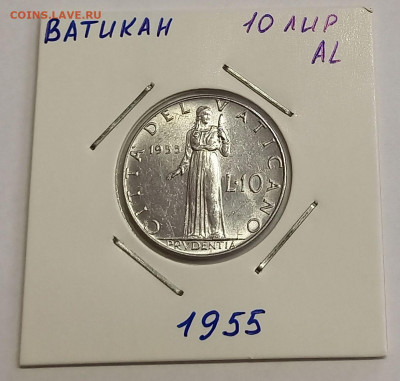 COINS.LAVE.RU
ВАТИКАН
10 ЛИР
AL
CITTA DEL VATICANO
1955
L.10
PRVDENTIA
1955